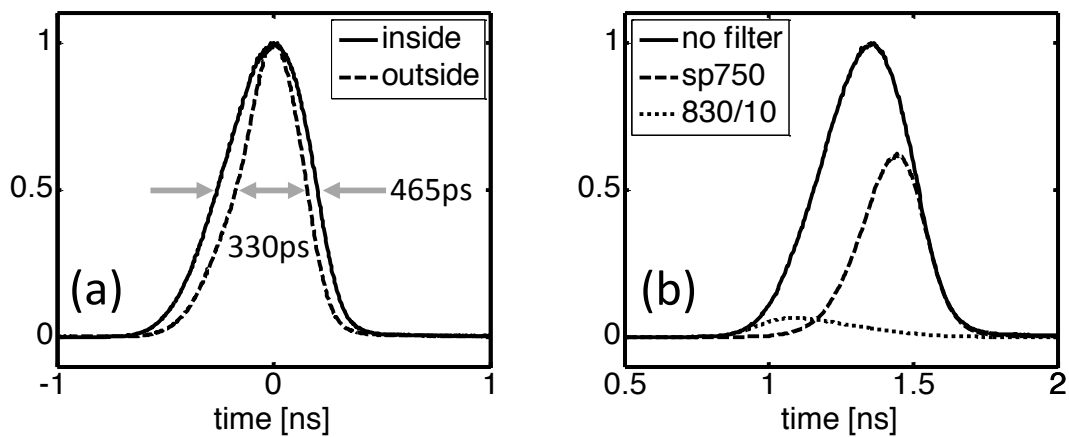 1
0.5
0
-1
0
1
time [ns]
inside
outside
465ps
330ps
(a)
1
0.5
0
0.5
1
1.5
2
time [ns]
no filter
sp750
830/10
(b)